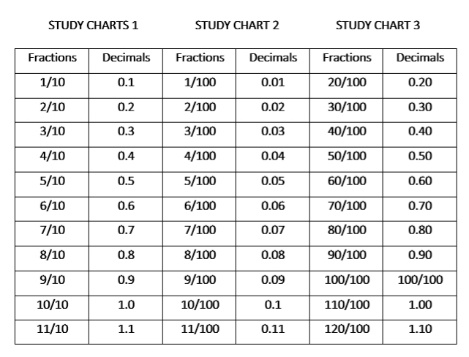 STUDY CHARTS 1 STUDY CHART 2 STUDY CHART 3
Fractions Decimals Fractions Decimals Fractions Decimals
1/10 0.1 1/100 0.01 20/100 0.20
2/10 0.2 2/100 0.02 30/100 0.30
3/10 0.3 3/100 0.03 40/100 0.40
4/10 0.4 4/100 0.04 50/100 0.50
5/10 0.5 5/100 0.05 60/100 0.60
6/10 0.6 6/100 0.06 70/100 0.70
7/10 0.7 7/100 0.07 80/100 0.80
8/10 0.8 8/100 0.08 90/100 0.90
9/10 0.9 9/100 0.09 100/100 100/100
10/10 1.0 10/100 0.1 110/100 1.00
11/10 1.1 11/100 0.11 120/100 1.10